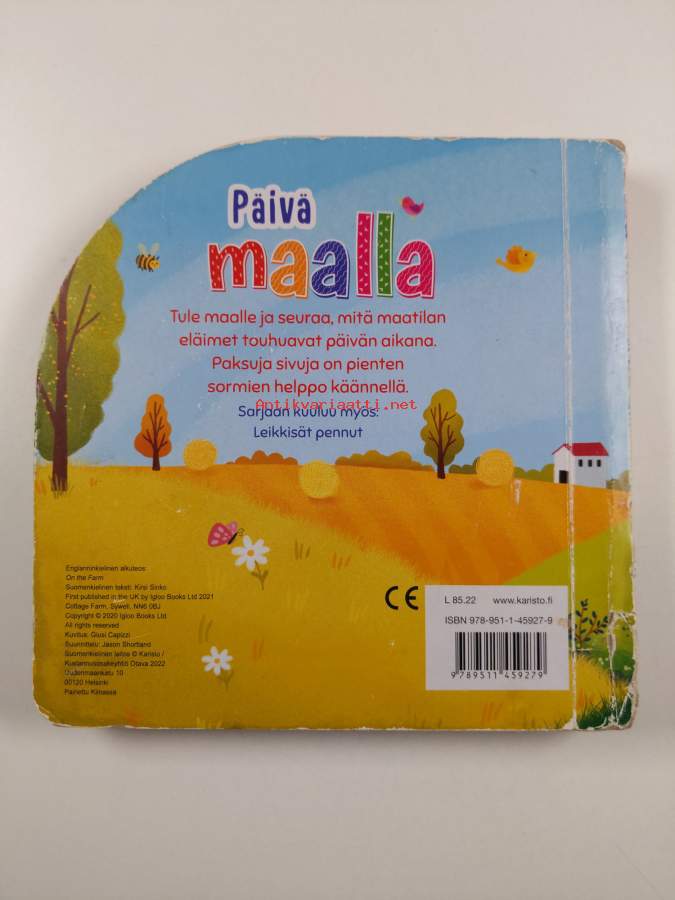 Päivä
maalla
Tule maalle ja seuraa, mitä maatilan
eläimet touhuavat päivän aikana.
Paksuja sivuja on pienten
sormien helppo käännellä.
Antikvariaatti.net
Sarjaan kuuluu myös:
Leikkisät pennut
Englanninkielinen alkuteos:
On the Farm
Suomenkielinen teksti: Kirsi Sinko
First published in the UK by Igloo Books Ltd 2021
Cottage Farm, Sywell, NN6 0BJ
Copyright © 2020 Igloo Books Ltd.
All rights reserved
Kuvitus: Giusi Capizzi
Suunnittelu: Jason Shortland
Suomenkielinen laitos © Karisto /
Kustannusosakeyhtiö Otava 2022
Uudenmaankatu 10
00120 Helsinki
Painettu Kiinassa
CE
L 85.22 www.karisto.fi
ISBN 978-951-1-45927-9
9 789511 459279